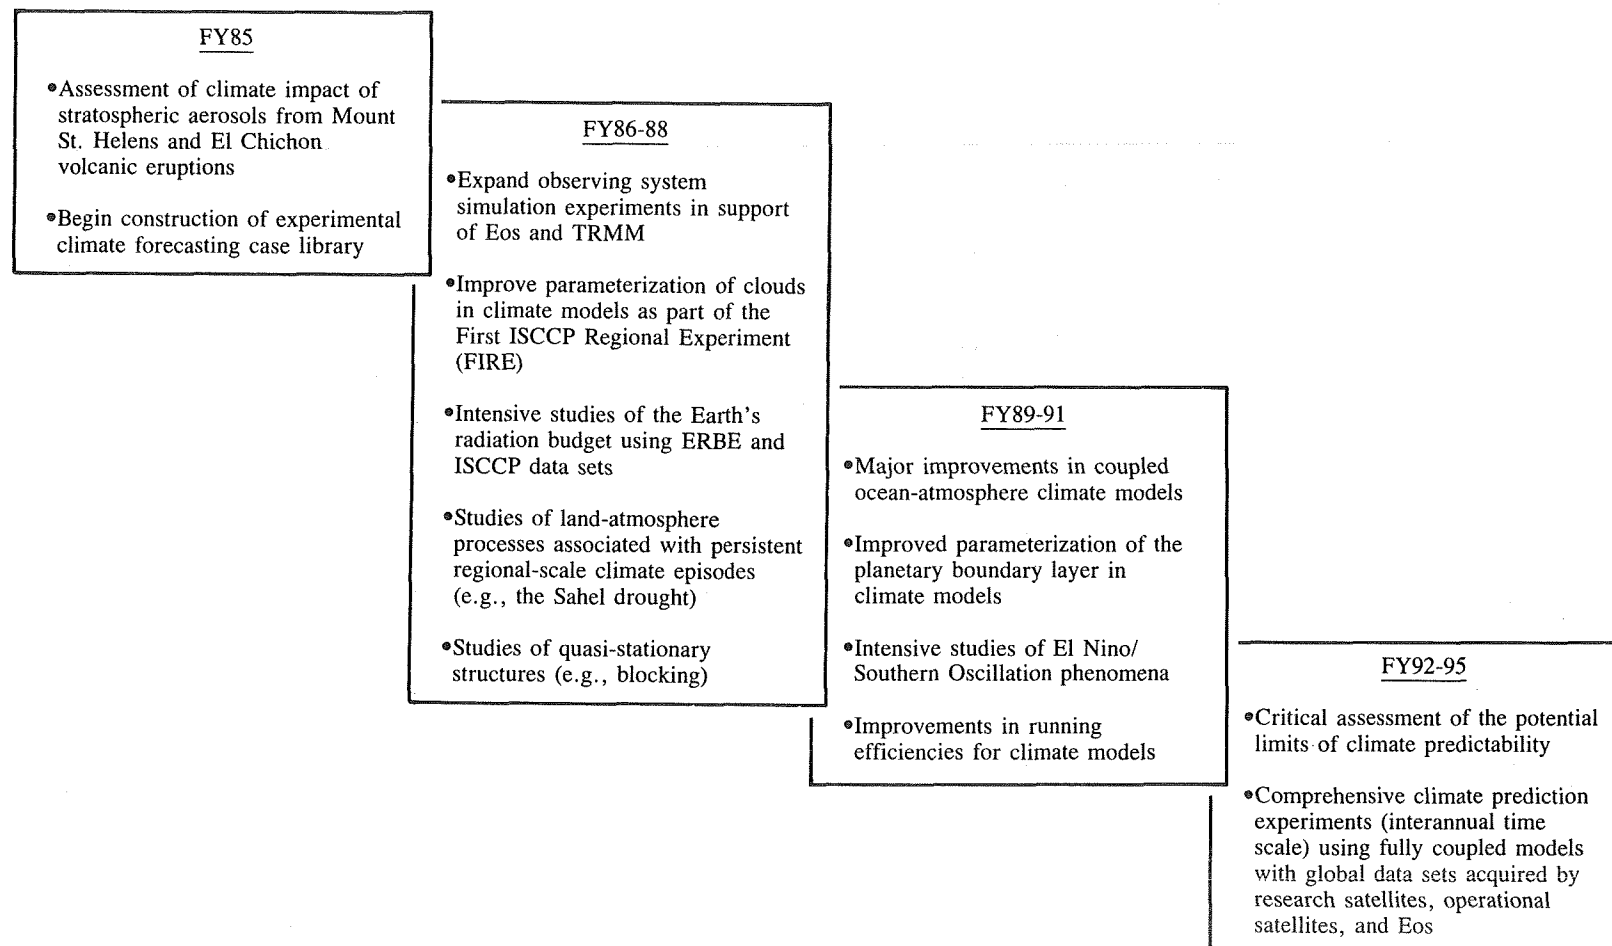 FY85
•Assessment of climate impact of
stratospheric aerosols from Mount
St. Helens and El Chichon
volcanic eruptions
•Begin construction of experimental
climate forecasting case library
FY86-88
•Expand observing system
simulation experiments in support
of Eos and TRMM
•Improve parameterization of clouds
in climate models as part of the
First ISCCP Regional Experiment
(FIRE)
•Intensive studies of the Earth's
radiation budget using ERBE and
ISCCP data sets
•Studies of land-atmosphere
processes associated with persistent
regional-scale climate episodes
(e.g., the Sahel drought)
•Studies of quasi-stationary
structures (e.g., blocking)
FY89-91
•Major improvements in coupled
ocean-atmosphere climate models
•Improved parameterization of the
planetary boundary layer in
climate models
•Intensive studies of El Nino/
Southern Oscillation phenomena
•Improvements in running
efficiencies for climate models
FY92-95
•Critical assessment of the potential
limits of climate predictability
•Comprehensive climate prediction
experiments (interannual time
scale) using fully coupled models
with global data sets acquired by
research satellites, operational
satellites, and Eos